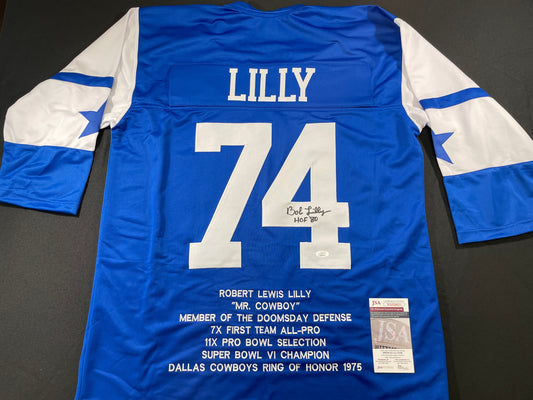 LILLY
74
Bob Lilly
HOF '80
ROBERT LEWIS LILLY
"MR. COWBOY"
MEMBER OF THE DOOMSDAY DEFENSE
7X FIRST TEAM ALL-PRO
11X PRO BOWL SELECTION
SUPER BOWL VI CHAMPION
DALLAS COWBOYS RING OF HONOR 1975
JSA
JSA